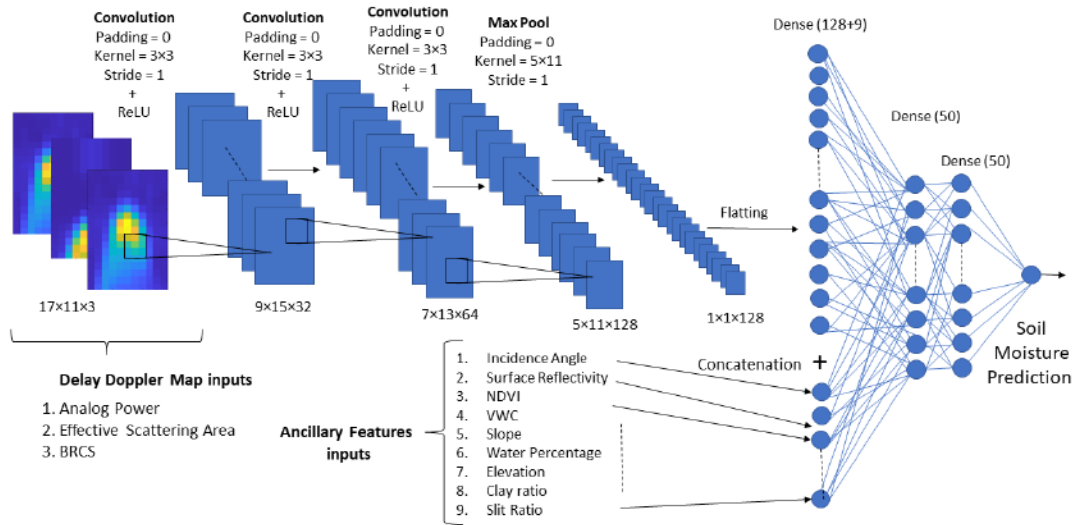 Convolution
Padding = 0
Kernel = 3×3
Stride = 1
+
ReLU
Convolution
Padding = 0
Kernel = 3×3
Stride = 1
+
ReLU
Convolution
Padding = 0
Kernel = 3×3
Stride = 1
+
ReLU
Max Pool
Padding = 0
Kernel = 5×11
Stride = 1
Dense (128+9)
Dense (50)
Dense (50)
Flatting
17×11×3
9×15×32
7×13×64
5×11×128
1×1×128
Delay Doppler Map inputs
1. Analog Power
2. Effective Scattering Area
3. BRCS
Ancillary Features
inputs
1. Incidence Angle
2. Surface Reflectivity
3. NDVI
4. VWC
5. Slope
6. Water Percentage
7. Elevation
8. Clay ratio
9. Slit Ratio
Concatenation +
Soil
Moisture
Prediction